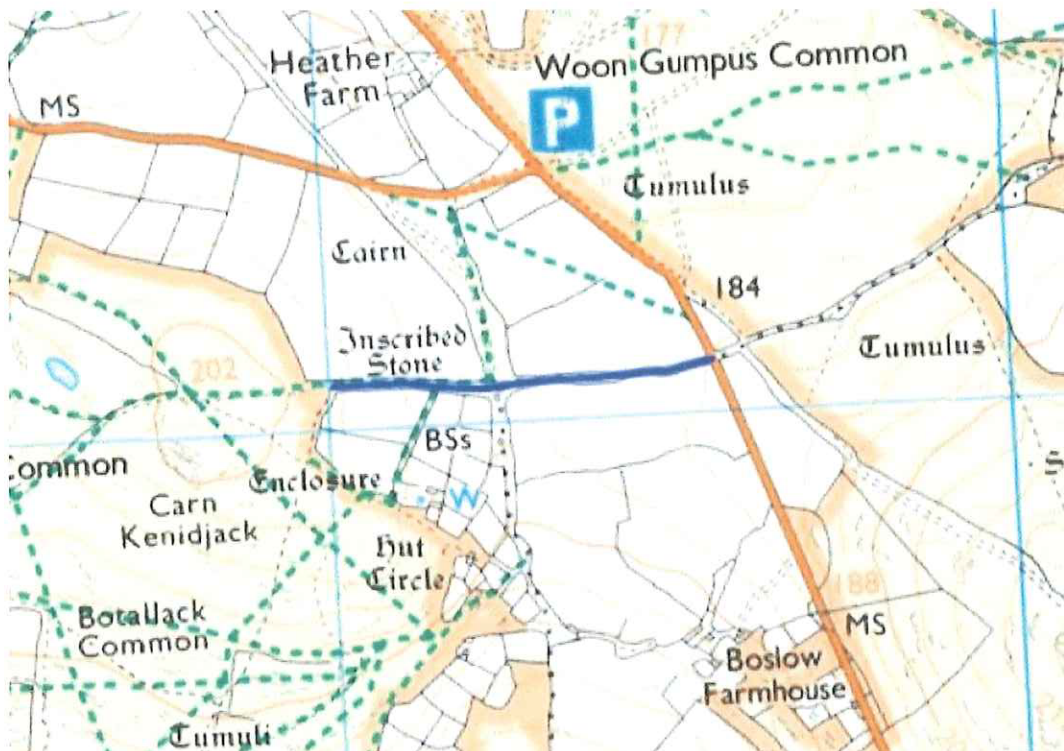 177
Heather
Farm
Woon Gumpus Common
MS
P
Tumulus
Cairn
184
Inscribed
Stone
Tumulus
202
BSs
Common
Enclosure
W
Carn
Kenidjack
Hut
Circle
188
Botallack
Common
MS
Boslow
Farmhouse
Tumuli